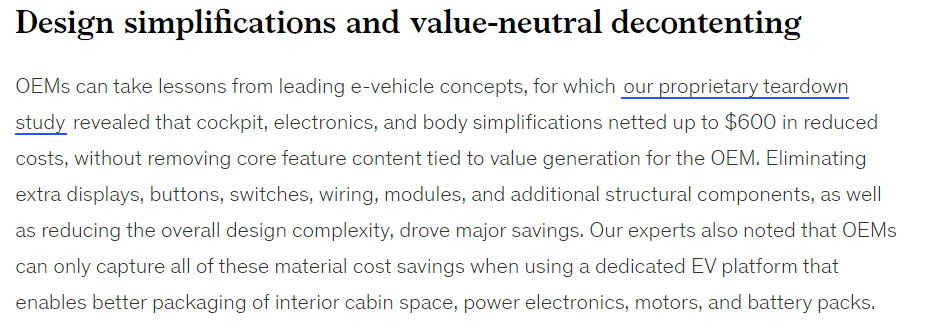 Design simplifications and value-neutral decontenting
OEMs can take lessons from leading e-vehicle concepts, for which our proprietary teardown
study revealed that cockpit, electronics, and body simplifications netted up to $600 in reduced
costs, without removing core feature content tied to value generation for the OEM. Eliminating
extra displays, buttons, switches, wiring, modules, and additional structural components, as well
as reducing the overall design complexity, drove major savings. Our experts also noted that OEMs
can only capture all of these material cost savings when using a dedicated EV platform that
enables better packaging of interior cabin space, power electronics, motors, and battery packs.